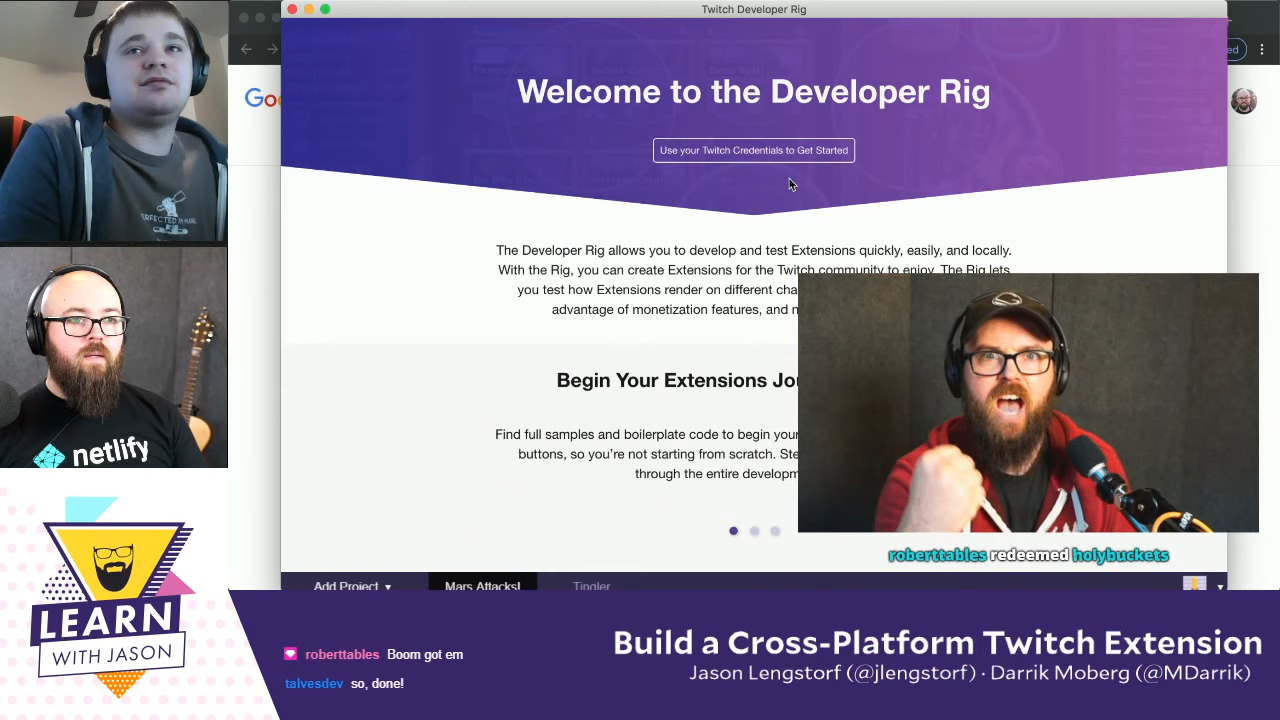 Twitch Developer Rig
Goo
ed
Welcome to the Developer Rig
Use your Twitch Credentials to Get Started
The Developer Rig allows you to develop and test Extensions quickly, easily, and locally.
With the Rig, you can create Extensions for the Twitch community to enjoy. The Rig lets
you test how Extensions render on different cha
advantage of monetization features, and n
Begin Your Extensions Jou
Find full samples and boilerplate code to begin your
buttons, so you're not starting from scratch. Ste
through the entire developm
netlify
roberttables redeemed holybuckets
Add Project
Mars Attacks!
Tingler
LEARN
WITH JASON
roberttables Boom got em
talvesdev so, done!
Build a Cross-Platform Twitch Extension
Jason Lengstorf (@jlengstorf) · Darrik Moberg (@MDarrik)